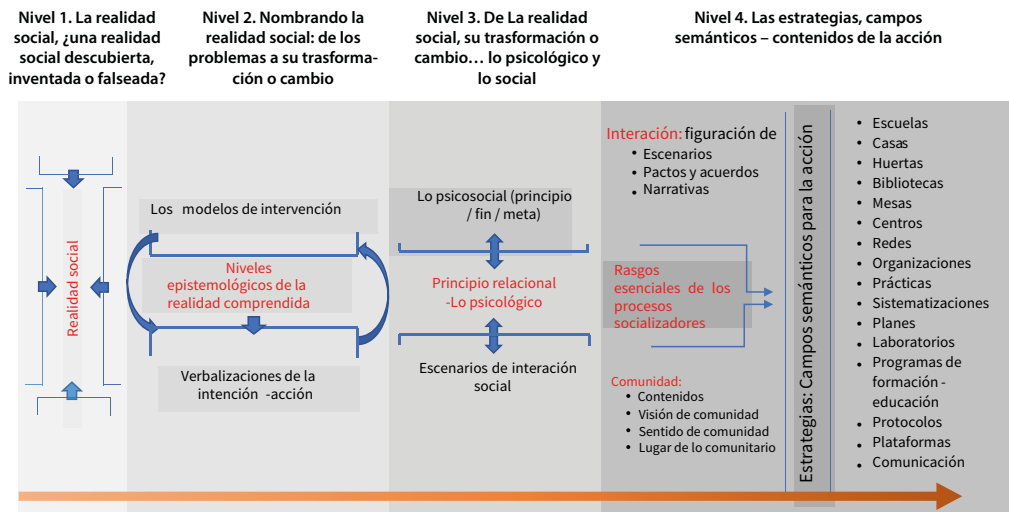 Nivel 1. La realidad
social, ¿una realidad
social descubierta,
inventada o falseada?
Nivel 2. Nombrando la
realidad social: de los
problemas a su trasforma-
ción o cambio
Nivel 3. De La realidad
social, su trasformación o
cambio... lo psicológico y
lo social
Nivel 4. Las estrategias, campos
semánticos – contenidos de la acción
Realidad social
Los modelos de intervención
Niveles
epistemológicos de la
realidad comprendida
Verbalizaciones de la
intención -acción
Lo psicosocial (principio
/ fin / meta)
Principio relacional
-Lo psicológico
Escenarios de interación
social
Interación: figuración de
• Escenarios
• Pactos y acuerdos
• Narrativas
Rasgos
esenciales de los
procesos
socializadores
Comunidad:
• Contenidos
• Visión de comunidad
• Sentido de comunidad
• Lugar de lo comunitario
Estrategias: Campos semánticos para la acción
• Escuelas
• Casas
• Huertas
• Bibliotecas
• Mesas
• Centros
• Redes
• Organizaciones
• Prácticas
• Sistematizaciones
• Planes
• Laboratorios
• Programas de
formación -
educación
• Protocolos
• Plataformas
• Comunicación